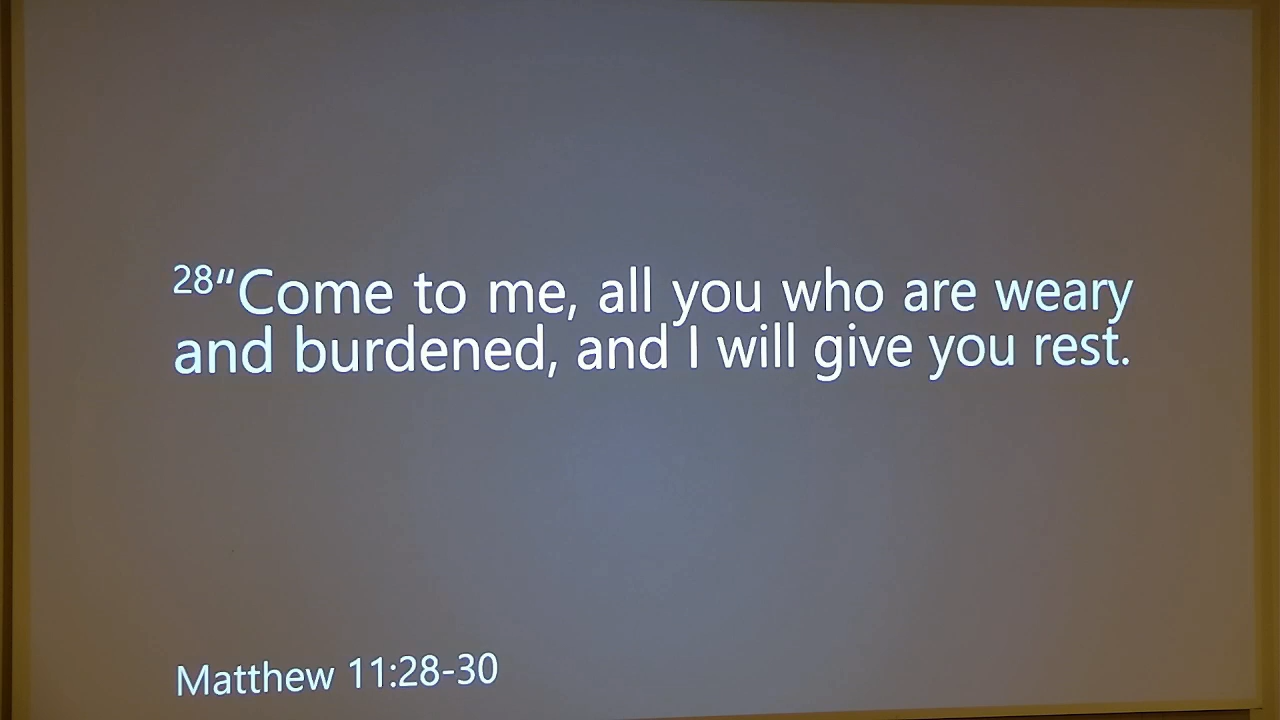 28“Come to me, all you who are weary
and burdened, and I will give you rest.
Matthew 11:28-30